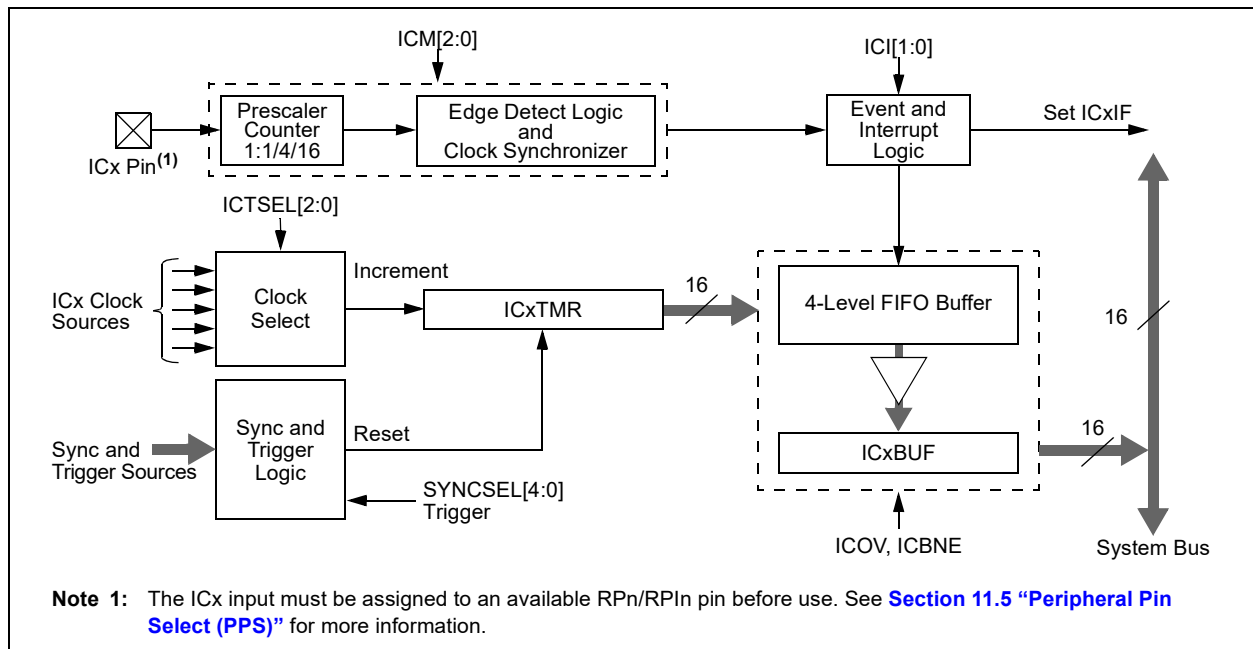 ICM[2:0]
ICI[1:0]
Prescaler
Counter
1:1/4/16
Edge Detect Logic
and
Clock Synchronizer
Event and
Interrupt
Logic
Set ICxIF
ICx Pin(1)
ICTSEL[2:0]
ICx Clock
Sources
Clock
Select
Increment
ICxTMR
16
4-Level FIFO Buffer
16
Sync and
Trigger Sources
Sync and
Trigger
Logic
Reset
SYNCSEL[4:0]
Trigger
ICxBUF
16
ICOV, ICBNE
System Bus
Note 1: The ICx input must be assigned to an available RPn/RPIn pin before use. See Section 11.5 “Peripheral Pin
Select (PPS)” for more information.